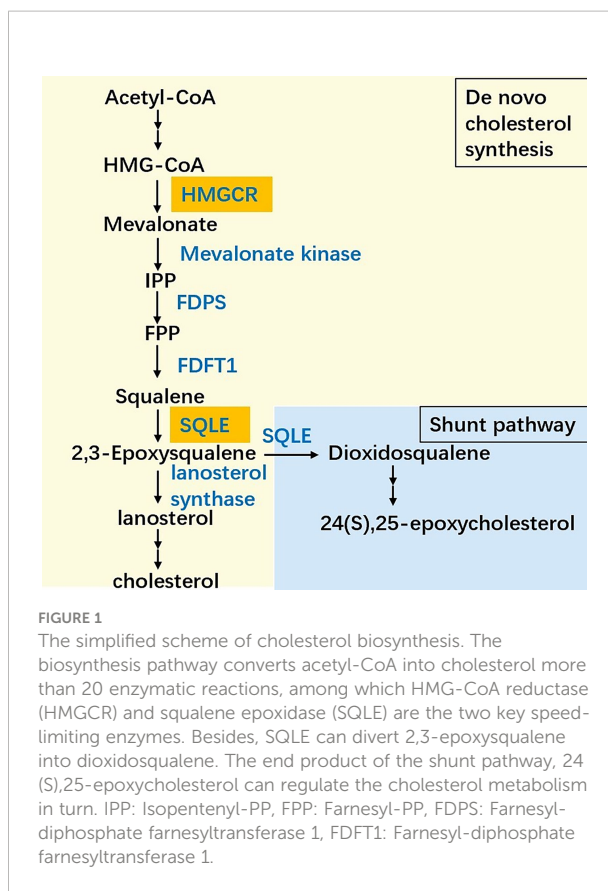 Acetyl-CoA
De novo
cholesterol
synthesis
HMG-CoA
HMGCR
Mevalonate
Mevalonate kinase
IPP
FDPS
FPP
FDFT1
Squalene
SQLE
SQLE
Shunt pathway
2,3-Epoxysqualene
Dioxidosqualene
lanosterol
synthase
lanosterol
24(S),25-epoxycholesterol
cholesterol
FIGURE 1
The simplified scheme of cholesterol biosynthesis. The
biosynthesis pathway converts acetyl-CoA into cholesterol more
than 20 enzymatic reactions, among which HMG-CoA reductase
(HMGCR) and squalene epoxidase (SQLE) are the two key speed-
limiting enzymes. Besides, SQLE can divert 2,3-epoxysqualene
into dioxidosqualene. The end product of the shunt pathway, 24
(S),25-epoxycholesterol can regulate the cholesterol metabolism
in turn. IPP: Isopentenyl-PP, FPP: Farnesyl-PP, FDPS: Farnesyl-
diphosphate farnesyltransferase 1, FDFT1: Farnesyl-diphosphate
farnesyltransferase 1.